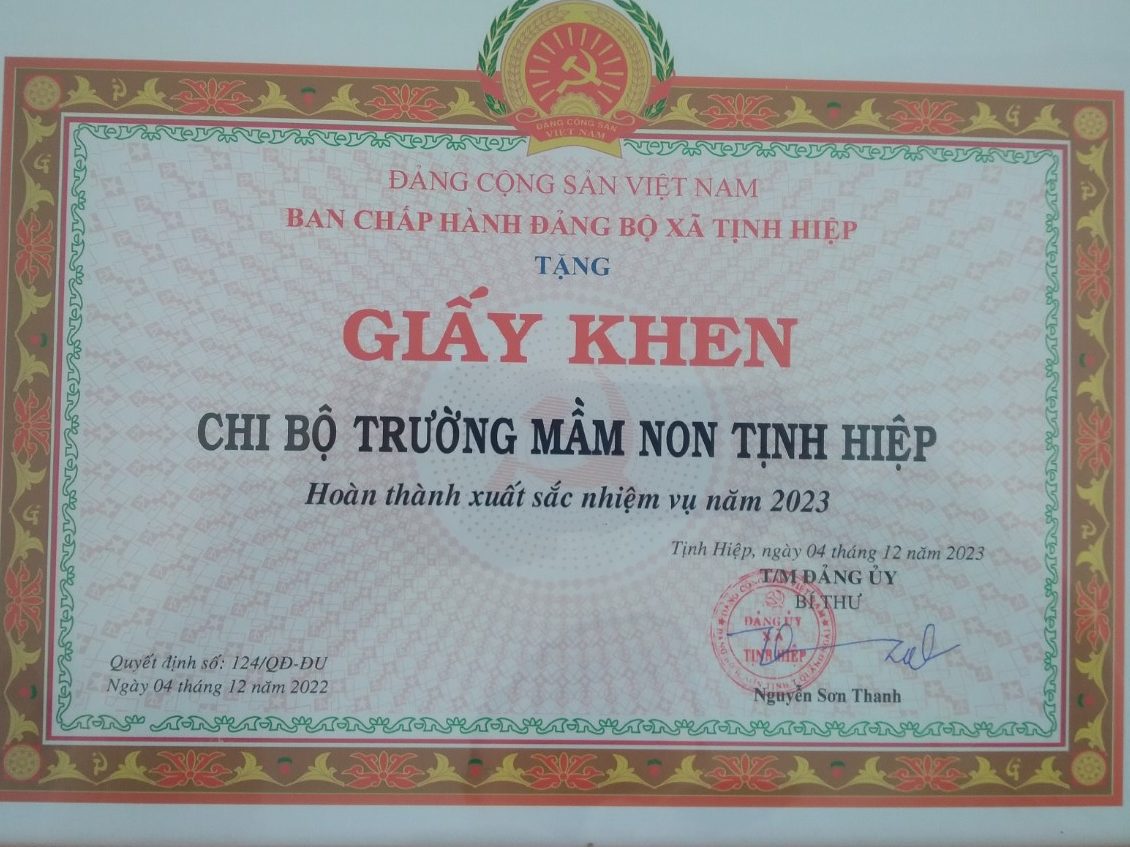 ĐẢNG CỘNG SẢN
VIỆT NAM
ĐẢNG CỘNG SẢN VIỆT NAM
BAN CHẤP HÀNH ĐẢNG BỘ XÃ TỊNH HIỆP
TẶNG
GIẤY KHEN
CHI BỘ TRƯỜNG MẦM NON TỊNH HIỆP
Hoàn thành xuất sắc nhiệm vụ năm 2023
Tịnh Hiệp, ngày 04 tháng 12 năm 2023
T/M ĐẢNG ỦY
BÍ THƯ
ĐẢNG ỦY
XÃ
TỊNH HIỆP
Nguyễn Sơn Thanh
Quyết định số: 124/QĐ-ĐU
Ngày 04 tháng 12 năm 2022